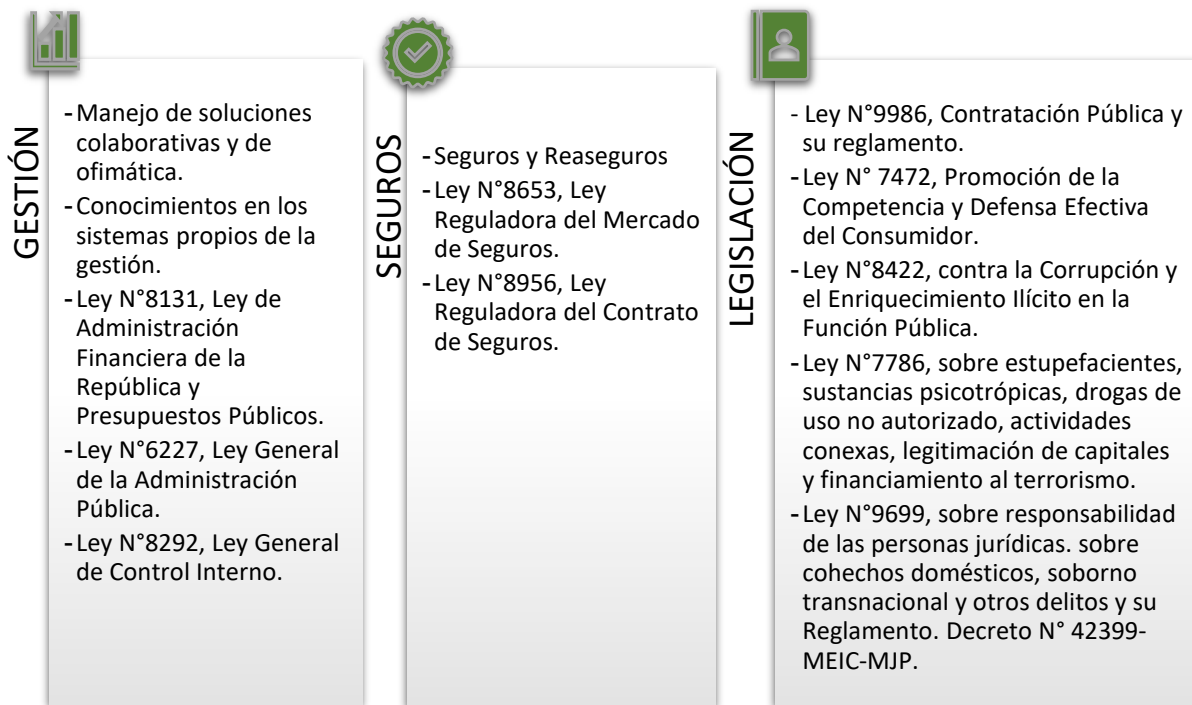 GESTIÓN
-Manejo de soluciones
colaborativas y de
ofimática.
-Conocimientos en los
sistemas propios de la
gestión.
-Ley N°8131, Ley de
Administración
Financiera de la
República y
Presupuestos Públicos.
-Ley N°6227, Ley General
de la Administración
Pública.
-Ley N°8292, Ley General
de Control Interno.
SEGUROS
-Seguros y Reaseguros
-Ley N°8653, Ley
Reguladora del Mercado
de Seguros.
-Ley N°8956, Ley
Reguladora del Contrato
de Seguros.
LEGISLACIÓN
- Ley N°9986, Contratación Pública y
su reglamento.
-Ley N° 7472, Promoción de la
Competencia y Defensa Efectiva
del Consumidor.
-Ley N°8422, contra la Corrupción y
el Enriquecimiento Ilícito en la
Función Pública.
-Ley N°7786, sobre estupefacientes,
sustancias psicotrópicas, drogas de
uso no autorizado, actividades
conexas, legitimación de capitales
y financiamiento al terrorismo.
-Ley N°9699, sobre responsabilidad
de las personas jurídicas. sobre
cohechos domésticos, soborno
transnacional y otros delitos y su
Reglamento. Decreto N° 42399-
MEIC-MJP.